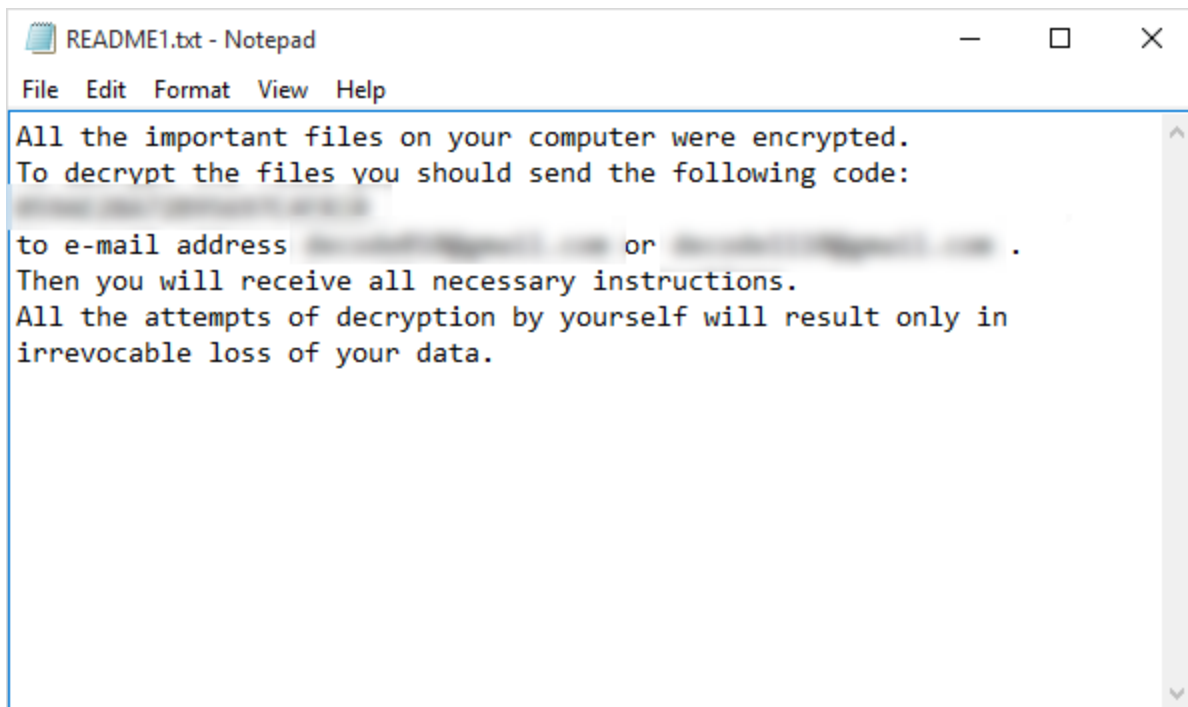 README1.txt - Notepad
File Edit Format View Help
All the important files on your computer were encrypted.
To decrypt the files you should send the following code:
to e-mail address or .
Then you will receive all necessary instructions.
All the attempts of decryption by yourself will result only in
irrevocable loss of your data.